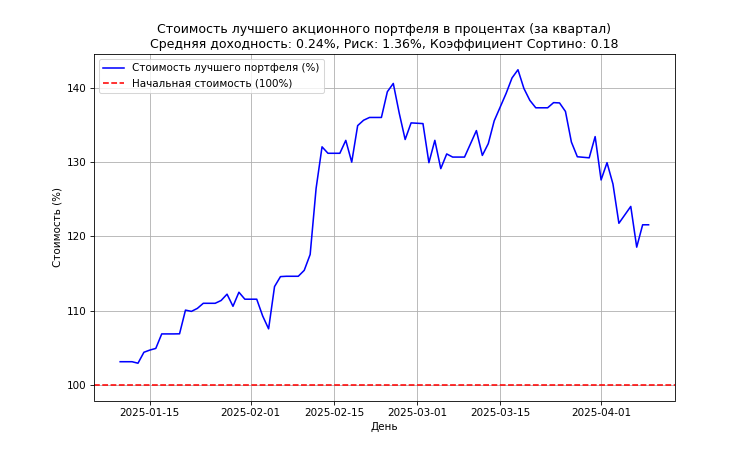 Стоимость лучшего акционного портфеля в процентах (за квартал)
Средняя доходность: 0.24%, Риск: 1.36%, Коэффициент Сортино: 0.18
Стоимость лучшего портфеля (%)
Начальная стоимость (100%)
Стоимость (%)
140
130
120
110
100
2025-01-15 2025-02-01 2025-02-15 2025-03-01 2025-03-15 2025-04-01
День